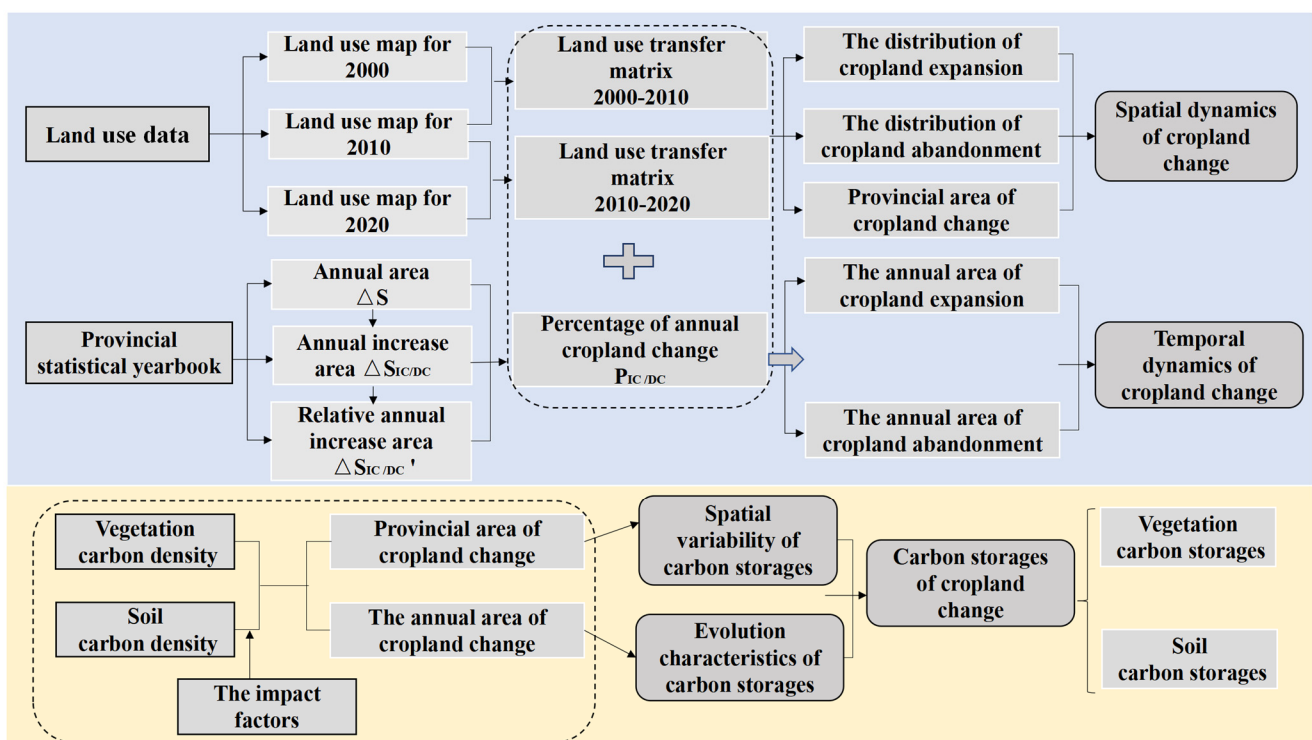 Land use data
Land use map for
2000
Land use map for
2010
Land use map for
2020
Land use transfer
matrix
2000-2010
Land use transfer
matrix
2010-2020
The distribution of
cropland expansion
The distribution of
cropland abandonment
Provincial area of
cropland change
Spatial dynamics
of cropland
change
Provincial
statistical yearbook
Annual area
△S
Annual increase
area △SIC/DC
Relative annual
increase area
△SIC/DC '
Percentage of annual
cropland change
PIC/DC
The annual area of
cropland expansion
The annual area of
cropland abandonment
Temporal
dynamics of
cropland change
Vegetation
carbon density
Soil
carbon density
The impact
factors
Provincial area of
cropland change
The annual area of
cropland change
Spatial
variability of
carbon storages
Evolution
characteristics of
carbon storages
Carbon storages
of cropland
change
Vegetation
carbon storages
Soil
carbon storages